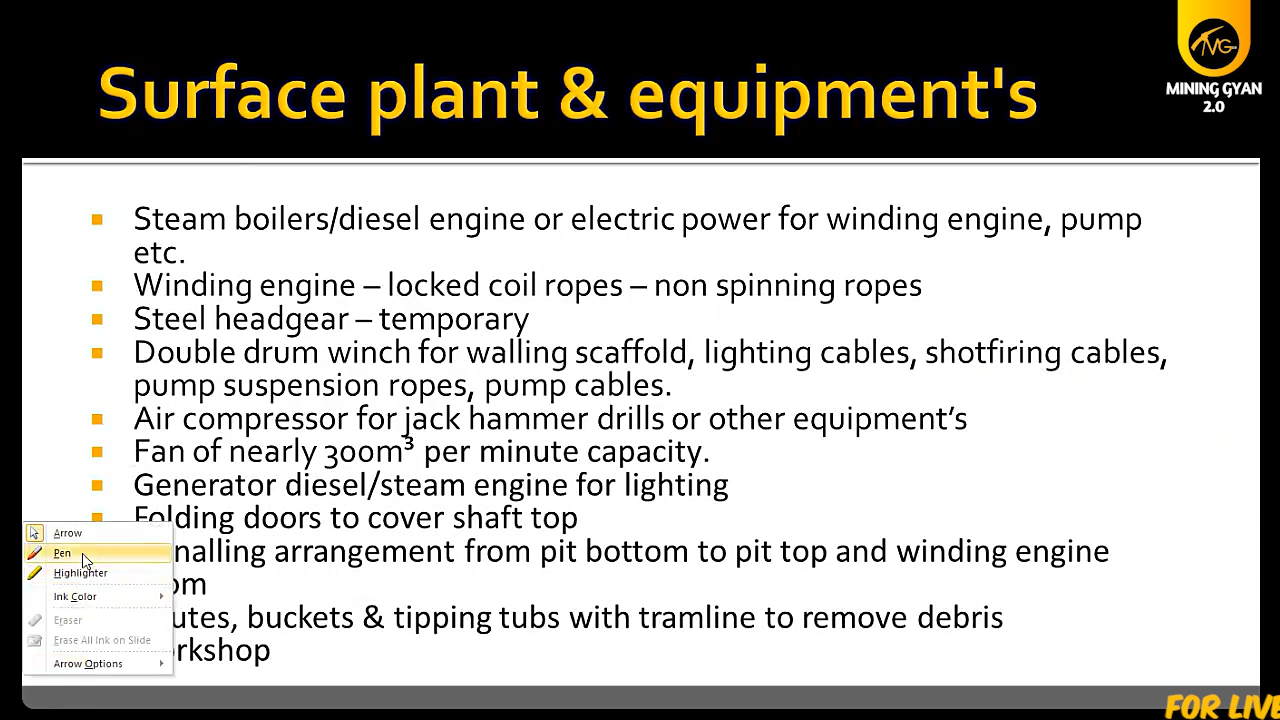 Surface plant & equipment's
MINING GYAN
2.0
Steam boilers/diesel engine or electric power for winding engine, pump
etc.
Winding engine – locked coil ropes – non spinning ropes
Steel headgear – temporary
Double drum winch for walling scaffold, lighting cables, shotfiring cables,
pump suspension ropes, pump cables.
Air compressor for jack hammer drills or other equipment’s
Fan of nearly 300m³ per minute capacity.
Generator diesel/steam engine for lighting
Folding doors to cover shaft top
nalling arrangement from pit bottom to pit top and winding engine
om
utes, buckets & tipping tubs with tramline to remove debris
rkshop
Arrow
Pen
Highlighter
Ink Color
Eraser
Erase All Ink on Slide
Arrow Options
FOR LIVE